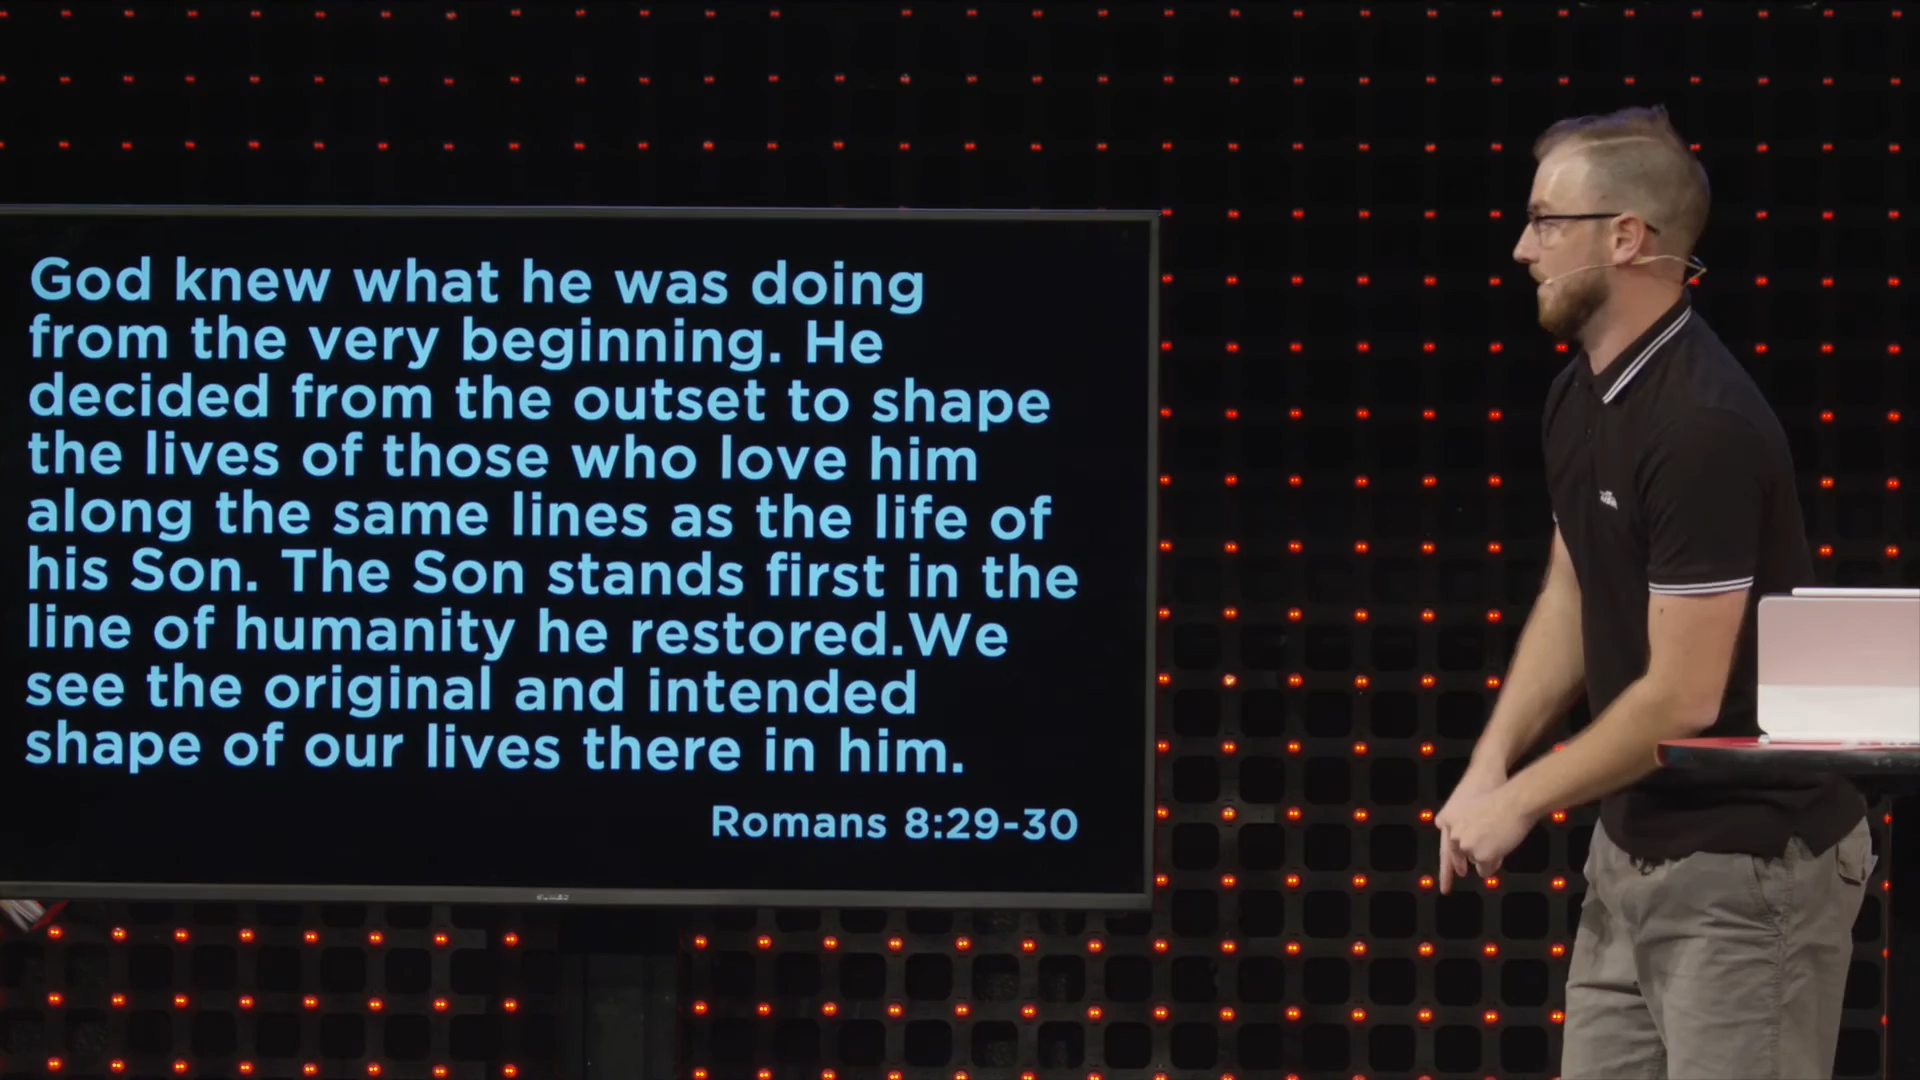 God knew what he was doing
from the very beginning. He
decided from the outset to shape
the lives of those who love him
along the same lines as the life of
his Son. The Son stands first in the
line of humanity he restored.We
see the original and intended
shape of our lives there in him.
Romans 8:29-30